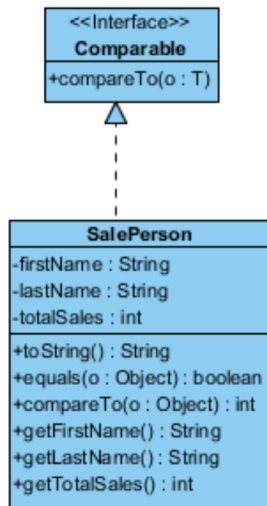 <<Interface>>
Comparable
+compareTo(o : T)
SalePerson
-firstName : String
-lastName : String
-totalSales : int
+toString() : String
+equals(o : Object) : boolean
+compareTo(o : Object) : int
+getFirstName() : String
+getLastName() : String
+getTotalSales() : int